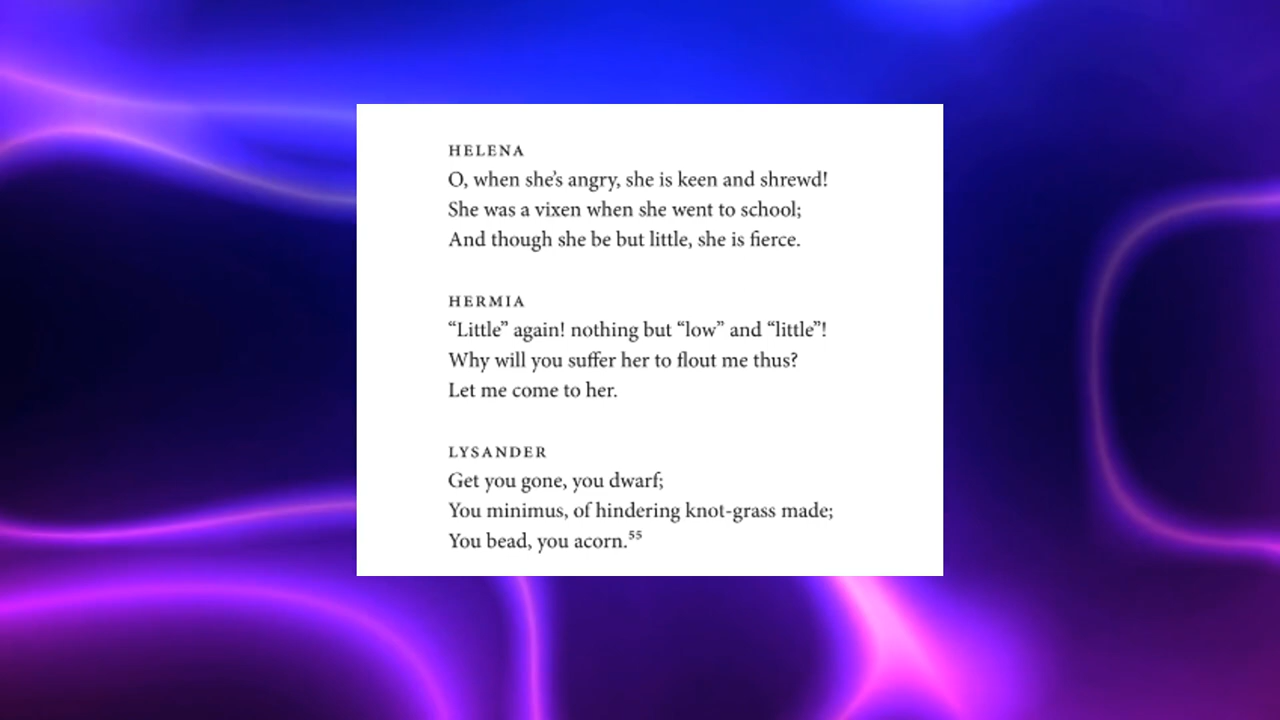 HELENA
O, when she’s angry, she is keen and shrewd!
She was a vixen when she went to school;
And though she be but little, she is fierce.
HERMIA
“Little” again! nothing but “low” and “little”!
Why will you suffer her to flout me thus?
Let me come to her.
LYSANDER
Get you gone, you dwarf;
You minimus, of hindering knot-grass made;
You bead, you acorn.⁵⁵